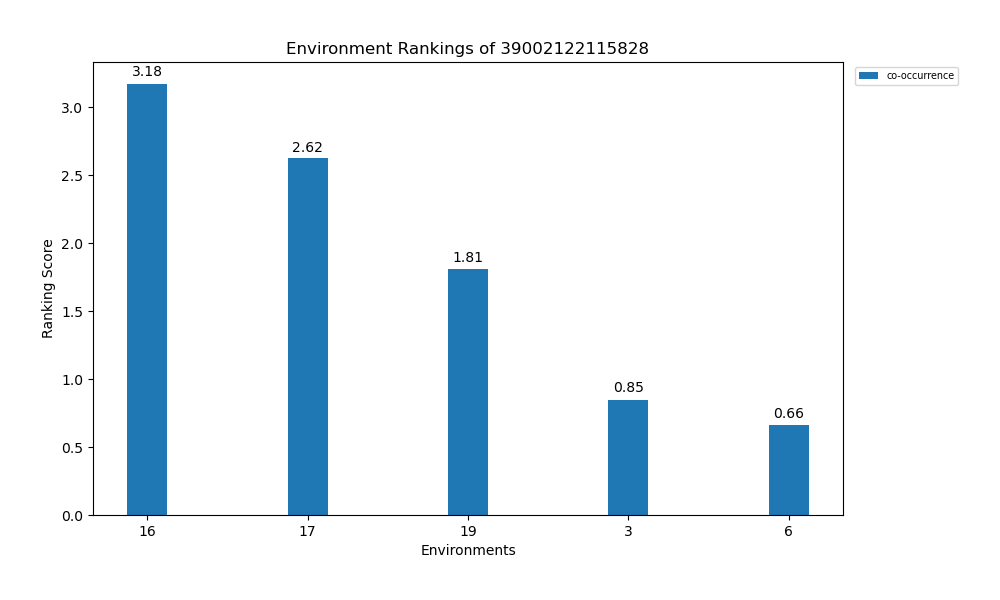 Environment Rankings of 39002122115828
co-occurrence
3.18
2.62
1.81
0.85
0.66
Ranking Score
3.0
2.5
2.0
1.5
1.0
0.5
0.0
16 17 19 3 6
Environments